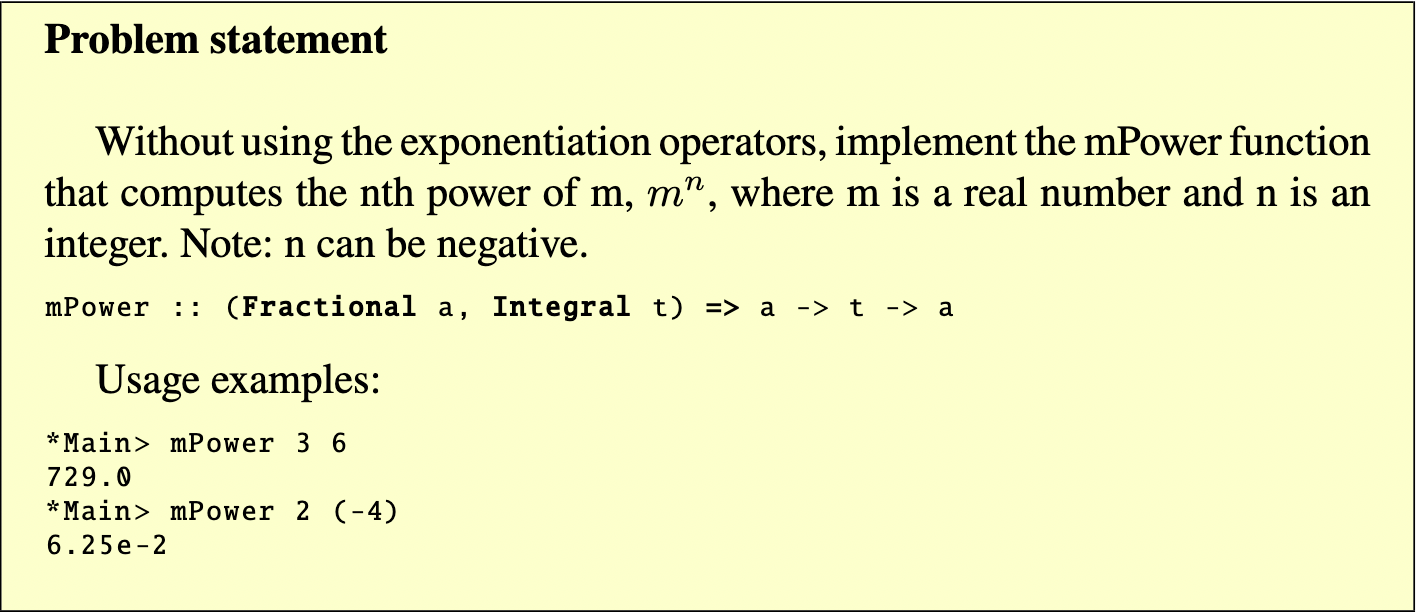 Problem statement
Without using the exponentiation operators, implement the mPower function
that computes the nth power of m, mⁿ, where m is a real number and n is an
integer. Note: n can be negative.
mPower :: (Fractional a, Integral t) => a -> t -> a
Usage examples:
*Main> mPower 3 6
729.0
*Main> mPower 2 (-4)
6.25e-2